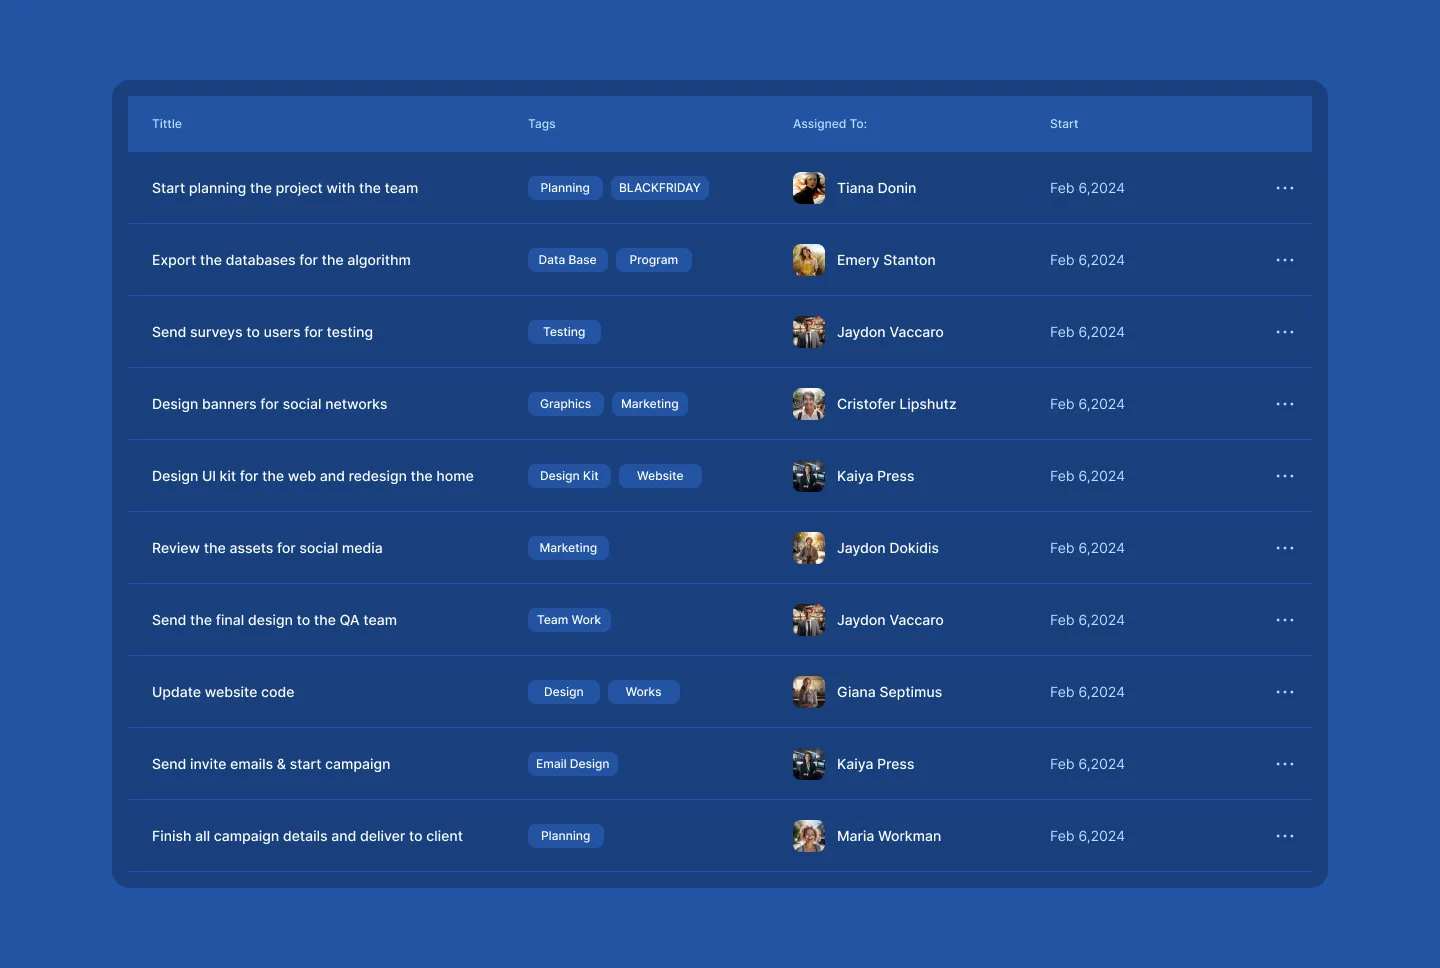 Tittle Tags Assigned To: Start
Start planning the project with the team Planning BLACKFRIDAY Tiana Donin Feb 6,2024
Export the databases for the algorithm Data Base Program Emery Stanton Feb 6,2024
Send surveys to users for testing Testing Jaydon Vaccaro Feb 6,2024
Design banners for social networks Graphics Marketing Cristofer Lipshutz Feb 6,2024
Design UI kit for the web and redesign the home Design Kit Website Kaiya Press Feb 6,2024
Review the assets for social media Marketing Jaydon Dokidis Feb 6,2024
Send the final design to the QA team Team Work Jaydon Vaccaro Feb 6,2024
Update website code Design Works Giana Septimus Feb 6,2024
Send invite emails & start campaign Email Design Kaiya Press Feb 6,2024
Finish all campaign details and deliver to client Planning Maria Workman Feb 6,2024